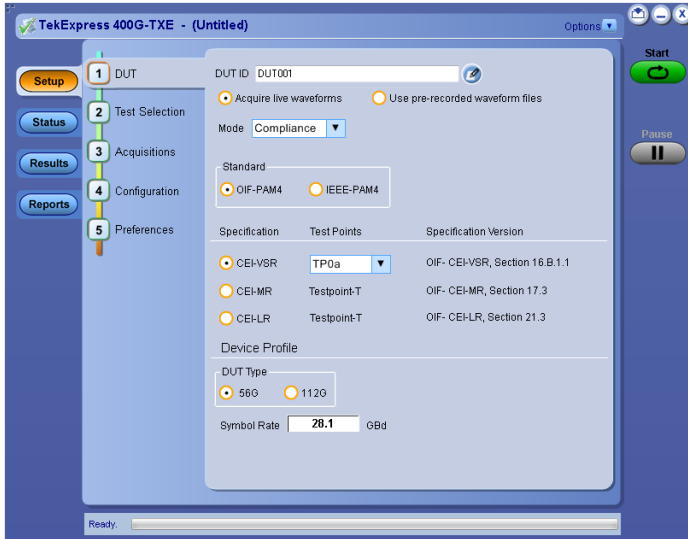 TekExpress 400G-TXE - (Untitled)
Options
Start
Pause
Setup
Status
Results
Reports
1 DUT
2 Test Selection
3 Acquisitions
4 Configuration
5 Preferences
DUT ID DUT001
Acquire live waveforms Use pre-recorded waveform files
Mode Compliance
Standard
OIF-PAM4 IEEE-PAM4
Specification Test Points Specification Version
CEI-VSR TP0a OIF- CEI-VSR, Section 16.B.1.1
CEI-MR Testpoint-T OIF- CEI-MR, Section 17.3
CEI-LR Testpoint-T OIF- CEI-LR, Section 21.3
Device Profile
DUT Type
56G 112G
Symbol Rate 28.1 GBd
Ready.